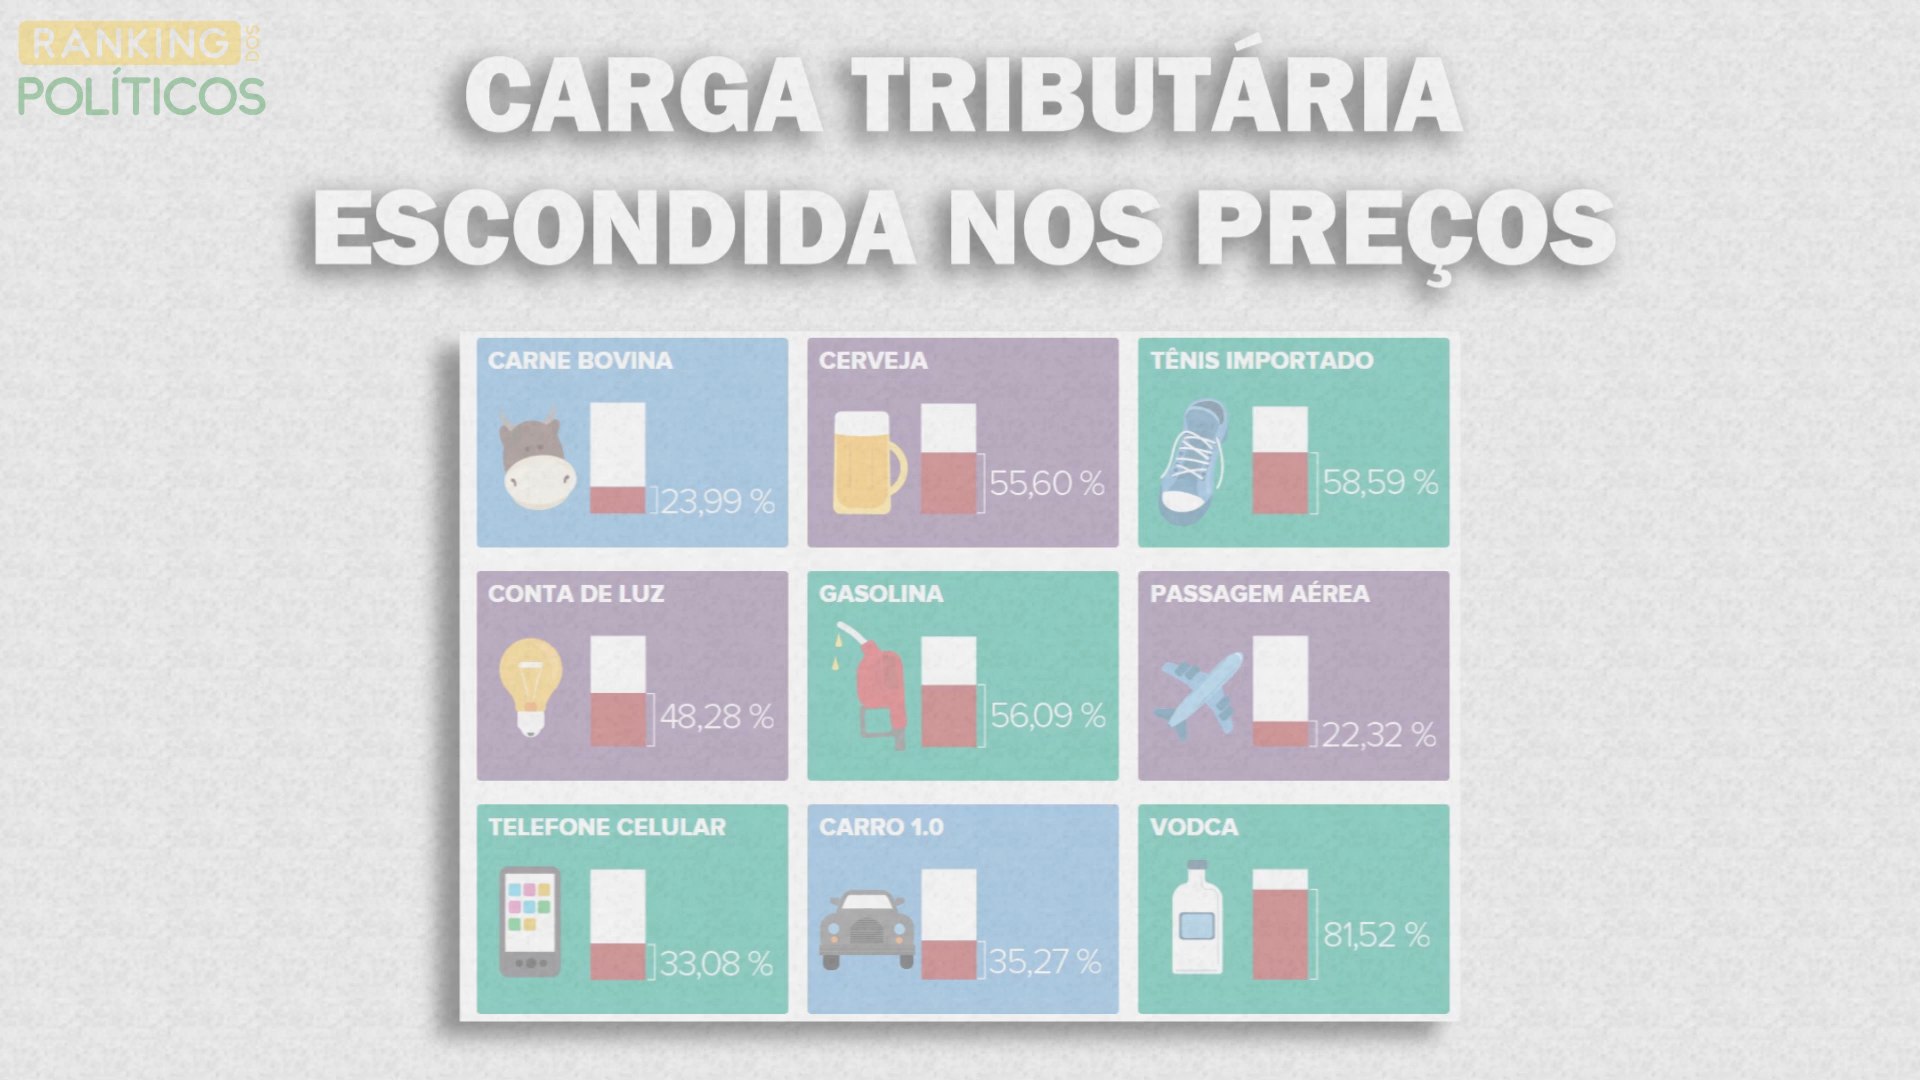 RANKING DOS
POLÍTICOS
CARGA TRIBUTÁRIA
ESCONDIDA NOS PREÇOS
CARNE BOVINA
23,99 %
CERVEJA
55,60 %
TÊNIS IMPORTADO
58,59 %
CONTA DE LUZ
48,28 %
GASOLINA
56,09 %
PASSAGEM AÉREA
22,32 %
TELEFONE CELULAR
33,08 %
CARRO 1.0
35,27 %
VODCA
81,52 %